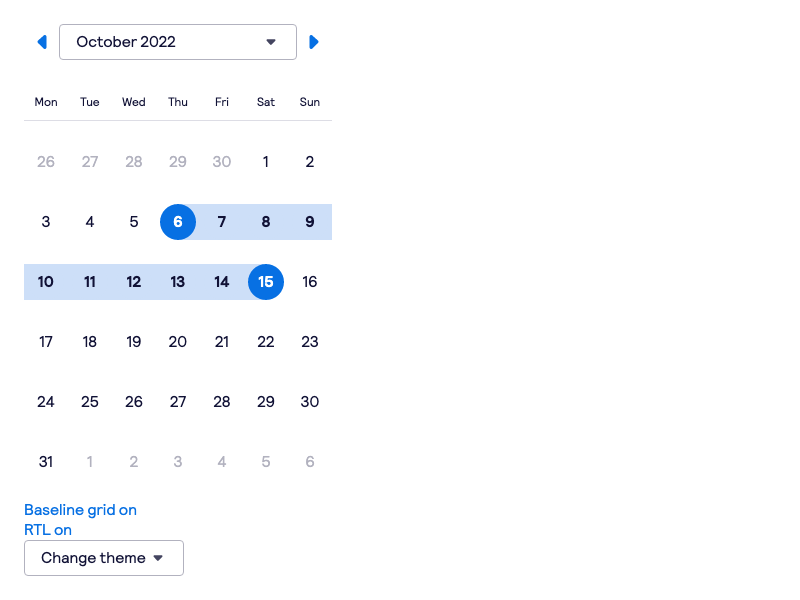 October 2022
Mon Tue Wed Thu Fri Sat Sun
26 27 28 29 30 1 2
3 4 5 6 7 8 9
10 11 12 13 14 15 16
17 18 19 20 21 22 23
24 25 26 27 28 29 30
31 1 2 3 4 5 6
Baseline grid on
RTL on
Change theme